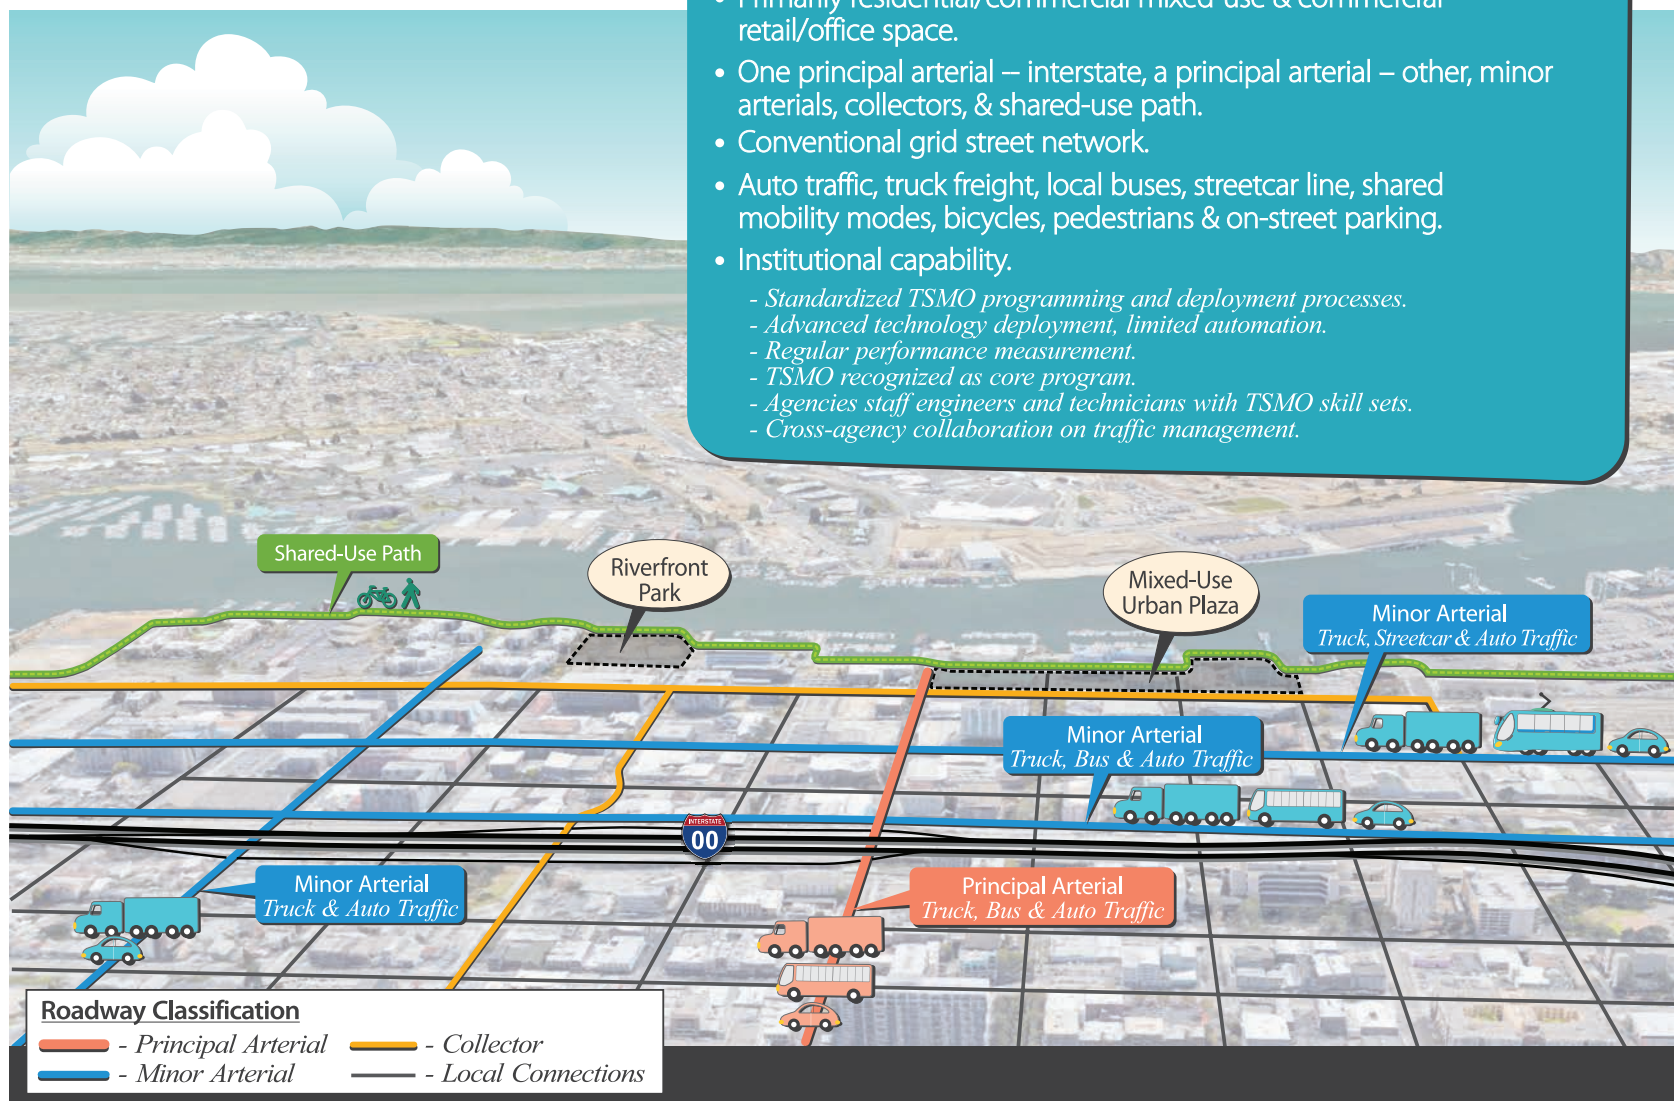 • Primarily residential/commercial mixed-use & commercial
retail/office space.
• One principal arterial – interstate, a principal arterial – other, minor
arterials, collectors, & shared-use path.
• Conventional grid street network.
• Auto traffic, truck freight, local buses, streetcar line, shared
mobility modes, bicycles, pedestrians & on-street parking.
• Institutional capability.
- Standardized TSMO programming and deployment processes.
- Advanced technology deployment, limited automation.
- Regular performance measurement.
- TSMO recognized as core program.
- Agencies staff engineers and technicians with TSMO skill sets.
- Cross-agency collaboration on traffic management.
Shared-Use Path
Riverfront
Park
Mixed-Use
Urban Plaza
Minor Arterial
Truck, Streetcar & Auto Traffic
Minor Arterial
Truck, Bus & Auto Traffic
INTERSTATE
00
Minor Arterial
Truck & Auto Traffic
Principal Arterial
Truck, Bus & Auto Traffic
Roadway Classification
- Principal Arterial
- Collector
- Minor Arterial
- Local Connections